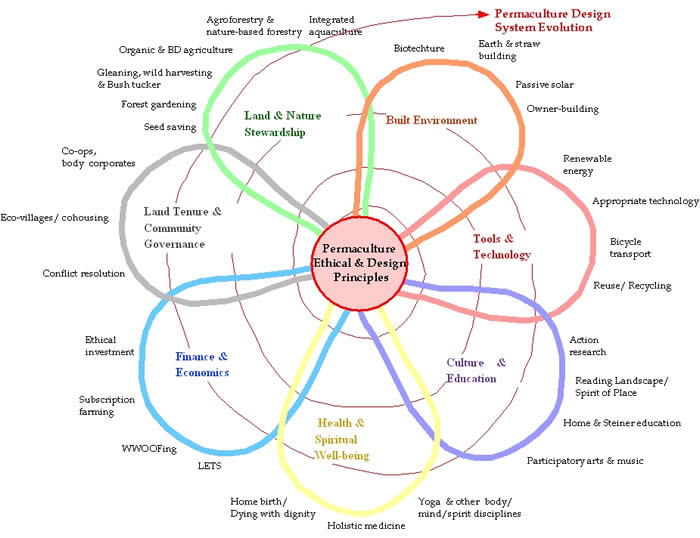 Permaculture Design
System Evolution
Agroforestry &
nature-based forestry
Integrated
aquaculture
Organic & BD agriculture
Gleaning, wild harvesting
& Bush tucker
Forest gardening
Seed saving
Land & Nature
Stewardship
Biotechture
Earth & straw
building
Passive solar
Owner-building
Built Environment
Renewable
energy
Appropriate technology
Bicycle
transport
Reuse/ Recycling
Tools &
Technology
Co-ops,
body corporates
Eco-villages/ cohousing
Conflict resolution
Land Tenure &
Community
Governance
Permaculture
Ethical & Design
Principles
Ethical
investment
Subscription
farming
WWOOFing
LETS
Finance &
Economics
Culture &
Education
Action
research
Reading Landscape/
Spirit of Place
Home & Steiner education
Participatory arts & music
Health &
Spiritual
Well-being
Home birth/
Dying with dignity
Holistic medicine
Yoga & other body/
mind/spirit disciplines